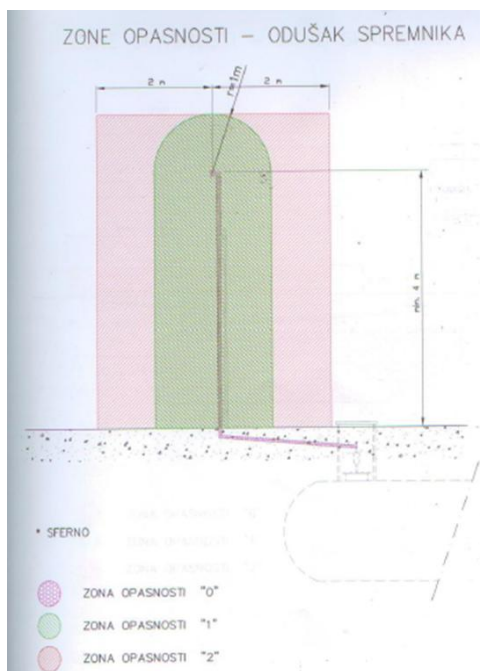 ZONE OPASNOSTI – ODUŠAK SPREMNIKA
2 m 2 m
r=1m
min. 4 m
* SFERNO
ZONA OPASNOSTI "0"
ZONA OPASNOSTI "1"
ZONA OPASNOSTI "2"